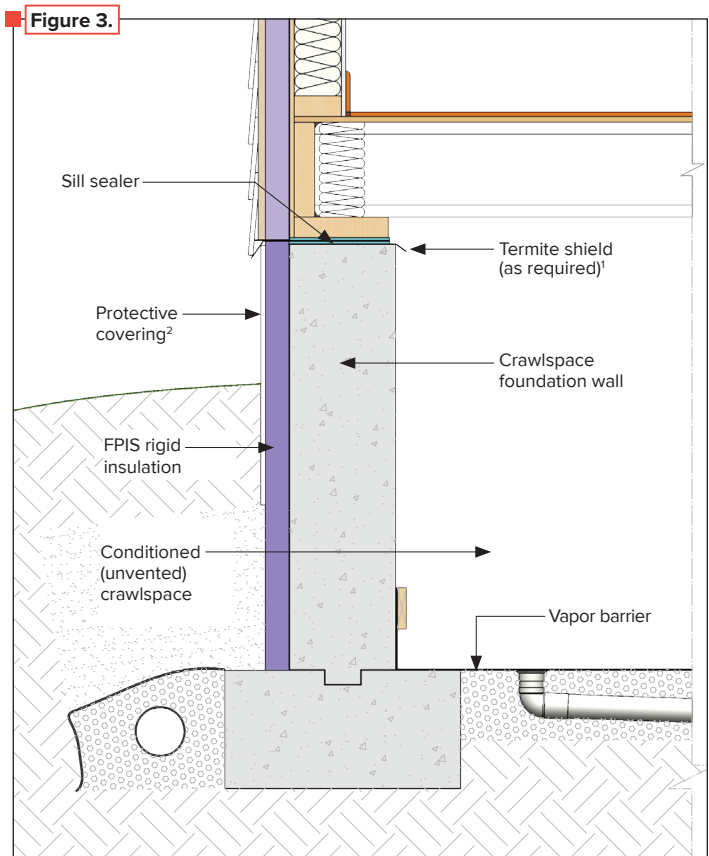 Figure 3.
Sill sealer
Termite shield
(as required)¹
Protective
covering²
Crawlspace
foundation wall
FPIS rigid
insulation
Conditioned
(unvented)
crawlspace
Vapor barrier